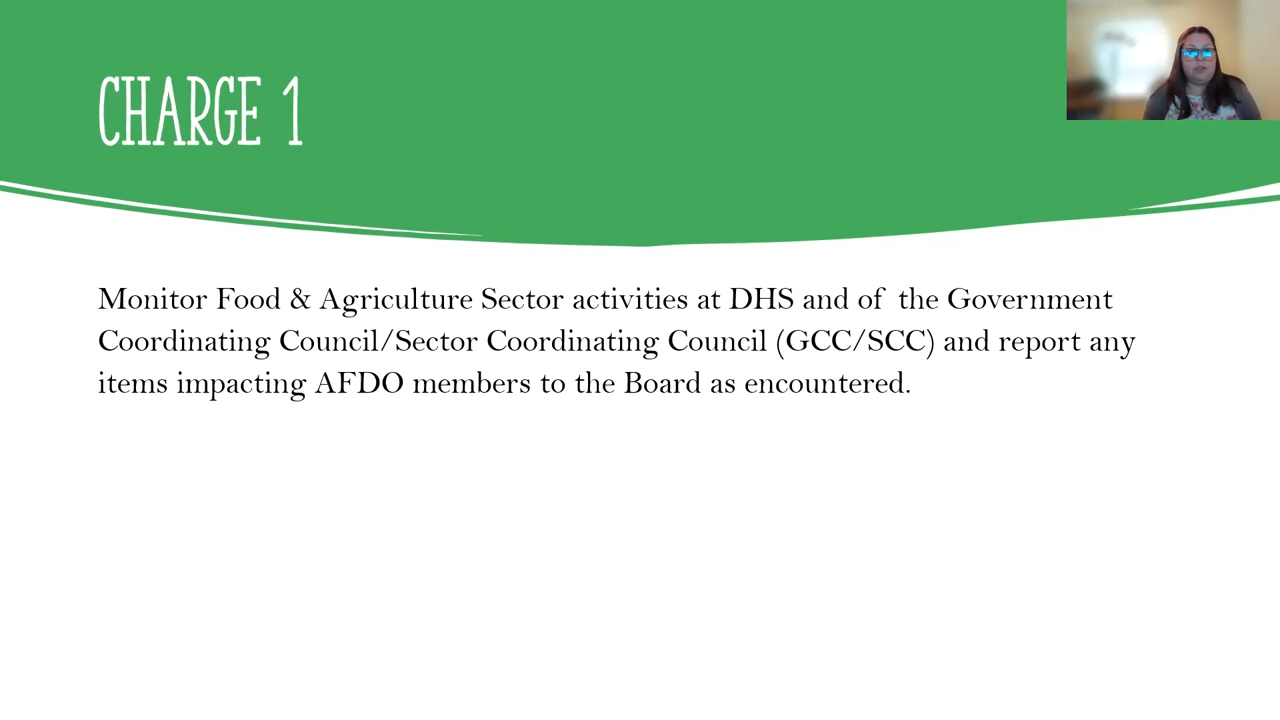 CHARGE 1
Monitor Food & Agriculture Sector activities at DHS and of the Government
Coordinating Council/Sector Coordinating Council (GCC/SCC) and report any
items impacting AFDO members to the Board as encountered.